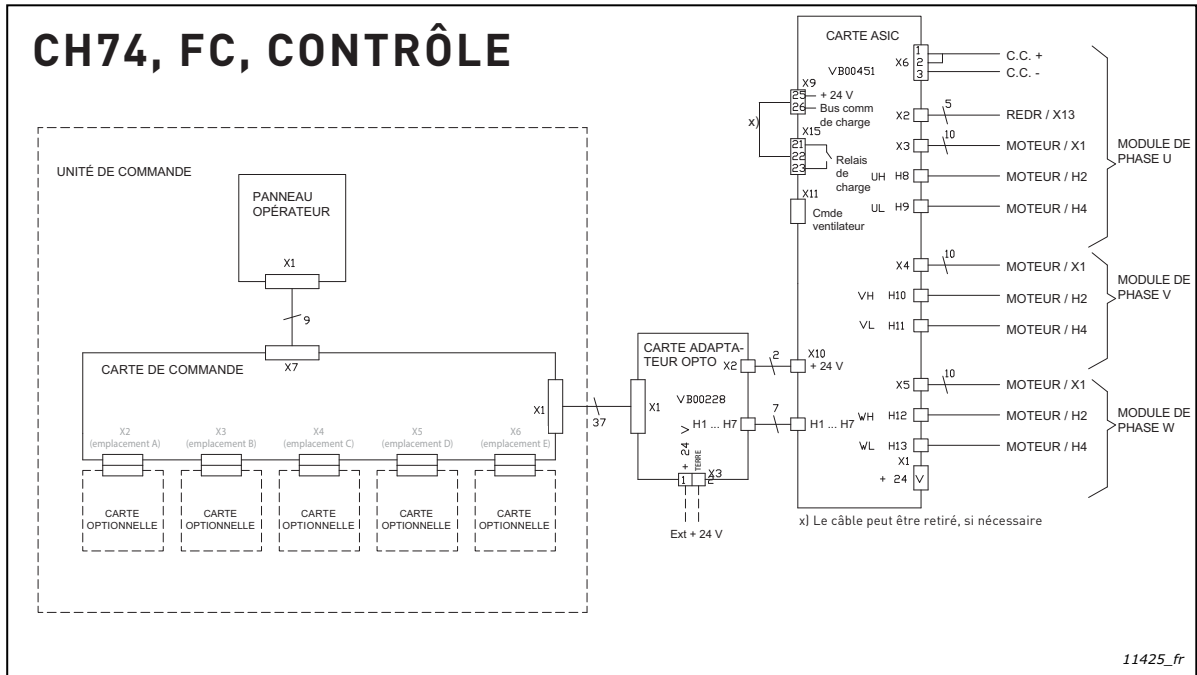 CH74, FC, CONTRÔLE
UNITÉ DE COMMANDE
PANNEAU
OPÉRATEUR
X1
9
X7
CARTE DE COMMANDE
X1
37
X2
(emplacement A)
X3
(emplacement B)
X4
(emplacement C)
X5
(emplacement D)
X6
(emplacement E)
CARTE
OPTIONNELLE
CARTE
OPTIONNELLE
CARTE
OPTIONNELLE
CARTE
OPTIONNELLE
CARTE
OPTIONNELLE
CARTE ADAPTA-
TEUR OPTO
X2
X1
VB00228
H1 ... H7
+ 24 V
TERRE
X3
1
2
Ext + 24 V
2
7
CARTE ASIC
VB00451
X9
25
+ 24 V
26
Bus comm
de charge
x)
X15
21
22
23
Relais
de
charge
X11
Cmde
ventilateur
X10
+ 24 V
H1 ... H7
X6
1
2
3
C.C. +
C.C. -
X2
5
REDR / X13
X3
10
MOTEUR / X1
UH H8
MOTEUR / H2
UL H9
MOTEUR / H4
MODULE DE
PHASE U
X4
10
MOTEUR / X1
VH H10
MOTEUR / H2
VL H11
MOTEUR / H4
MODULE DE
PHASE V
X5
10
MOTEUR / X1
WH H12
MOTEUR / H2
WL H13
MOTEUR / H4
MODULE DE
PHASE W
X1
+ 24 V
x) Le câble peut être retiré, si nécessaire
11425_fr